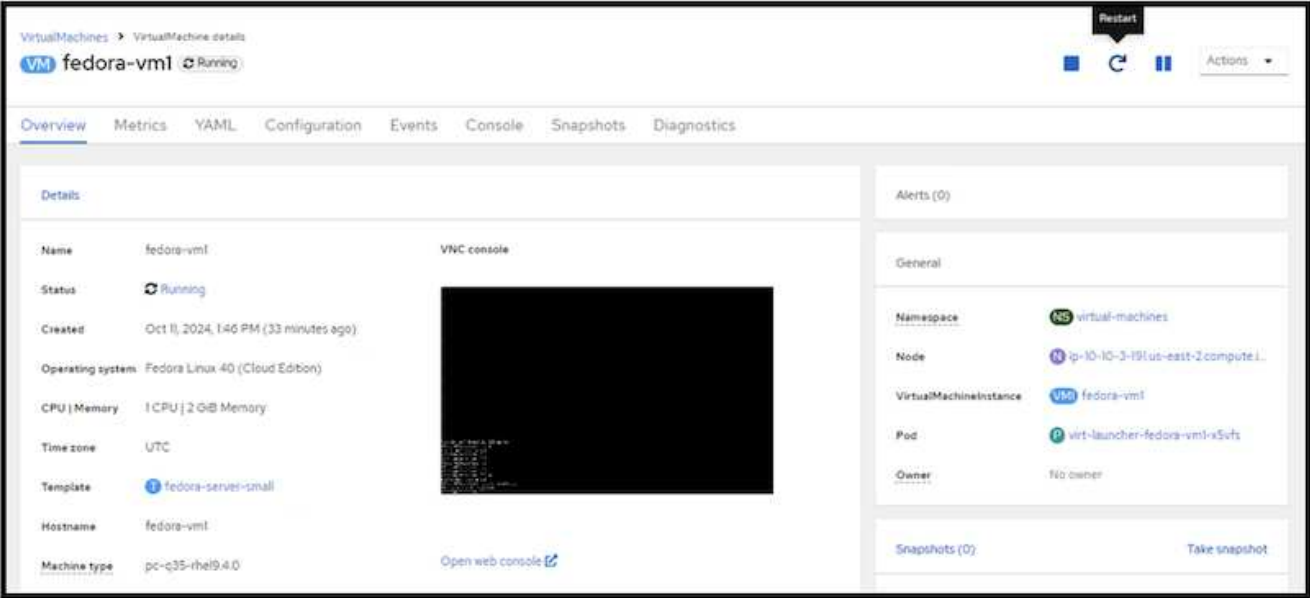 Restart
VirtualMachines > VirtualMachine details
VM fedora-vm1 Running
Actions
Overview Metrics YAML Configuration Events Console Snapshots Diagnostics
Details
Name fedora-vm1
Status Running
Created Oct 11, 2024, 1:46 PM (33 minutes ago)
Operating system Fedora Linux 40 (Cloud Edition)
CPU | Memory 1 CPU | 2 GiB Memory
Time zone UTC
Template T fedora-server-small
Hostname fedora-vm1
Machine type pc-q35-rhel9.4.0
VNC console
Open web console
Alerts (0)
General
Namespace NS virtual-machines
Node N ip-10-10-3-191.us-east-2.compute.i...
VirtualMachineInstance VMI fedora-vm1
Pod P virt-launcher-fedora-vm1-x5vfs
Owner No owner
Snapshots (0) Take snapshot